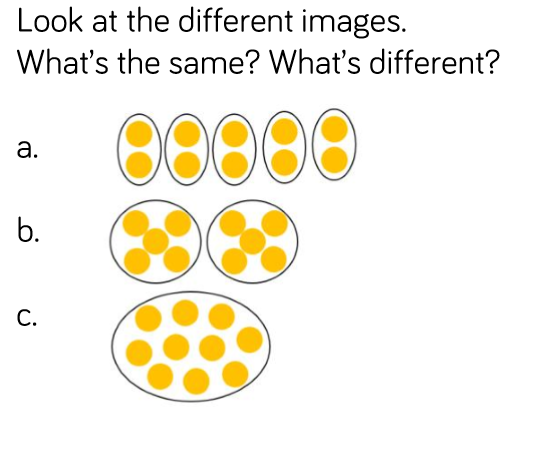 Look at the different images.
What's the same? What's different?
a.
b.
c.